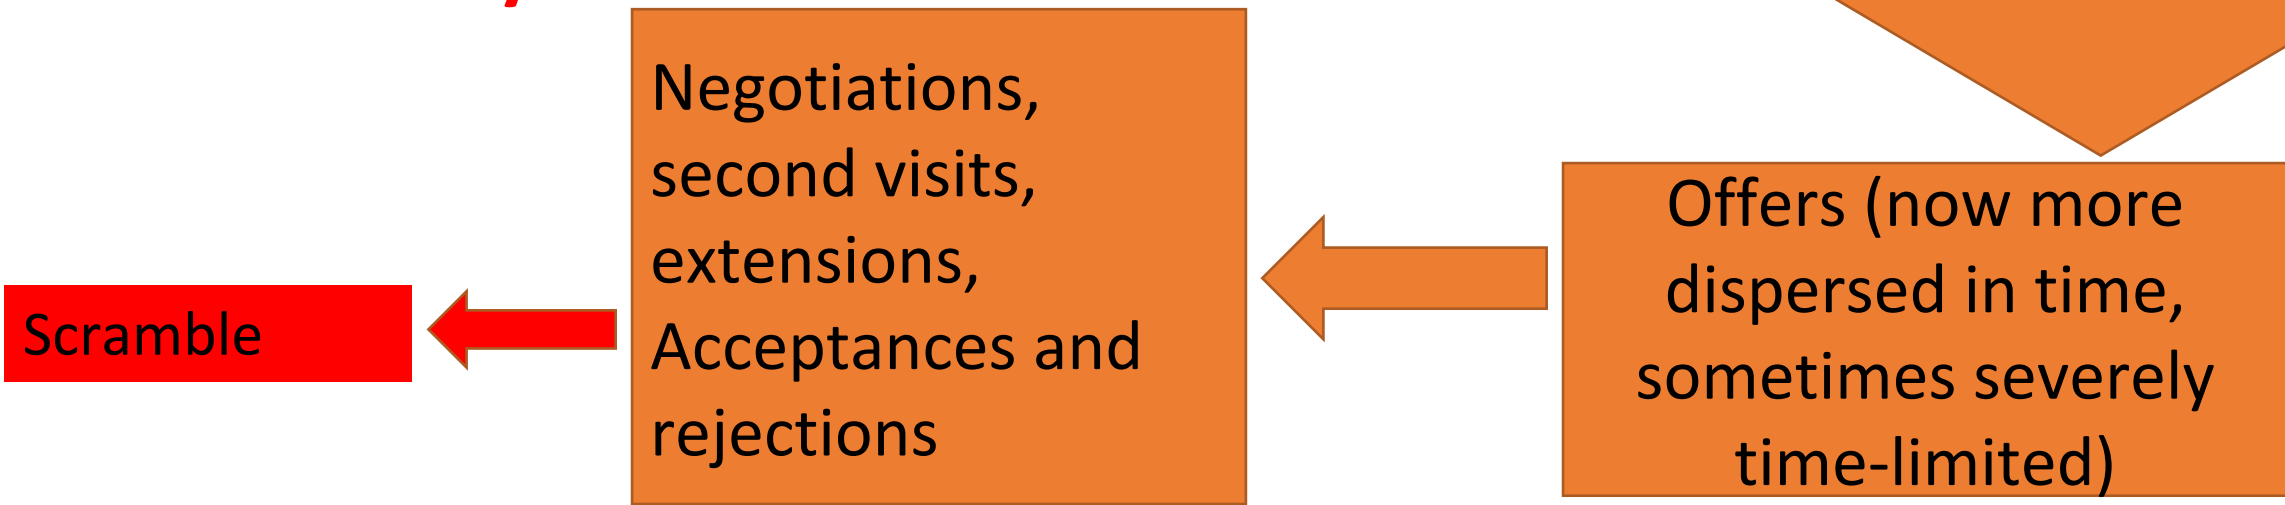 Negotiations,
second visits,
extensions,
Acceptances and
rejections
Scramble
Offers (now more
dispersed in time,
sometimes severely
time-limited)